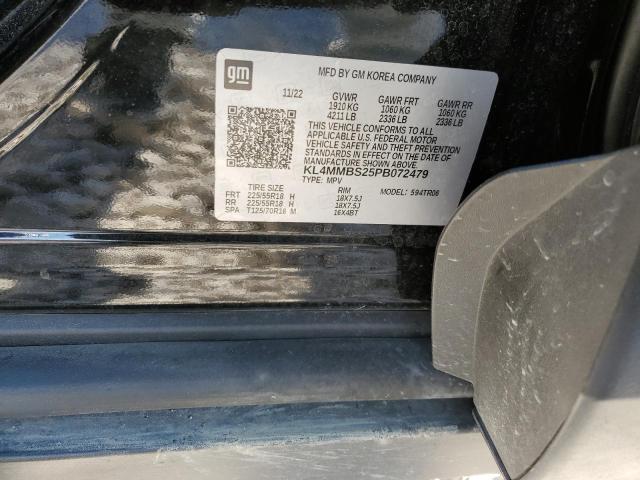 gm
MFD BY GM KOREA COMPANY
11/22 GVWR GAWR FRT GAWR RR
1910 KG 1060 KG 1060 KG
4211 LB 2336 LB 2336 LB
THIS VEHICLE CONFORMS TO ALL
APPLICABLE U.S. FEDERAL MOTOR
VEHICLE SAFETY AND THEFT
PREVENTION STANDARDS IN
EFFECT ON THE DATE OF
MANUFACTURE SHOWN ABOVE.
KL4MMBS25PB072479
TYPE: MPV
TIRE SIZE RIM MODEL: 594TR06
FRT 225/55R18 H 18X7.5J
RR 225/55R18 H 18X7.5J
SPA T125/70R16 M 16X4BT